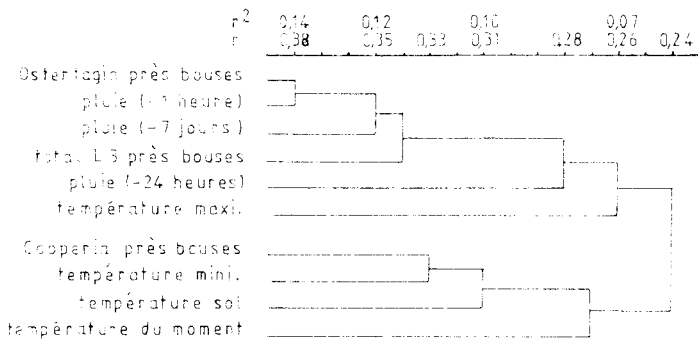 r2 0,14 0,12 0,10 0,07
r 0,38 0,35 0,33 0,31 0,28 0,26 0,24
Ostertagia près bouses
pluie (-1 heure)
pluie (-7 jours)
total L3 près bouses
pluie (-24 heures)
température maxi.
Cooperia près bouses
température mini.
température sol
température du moment